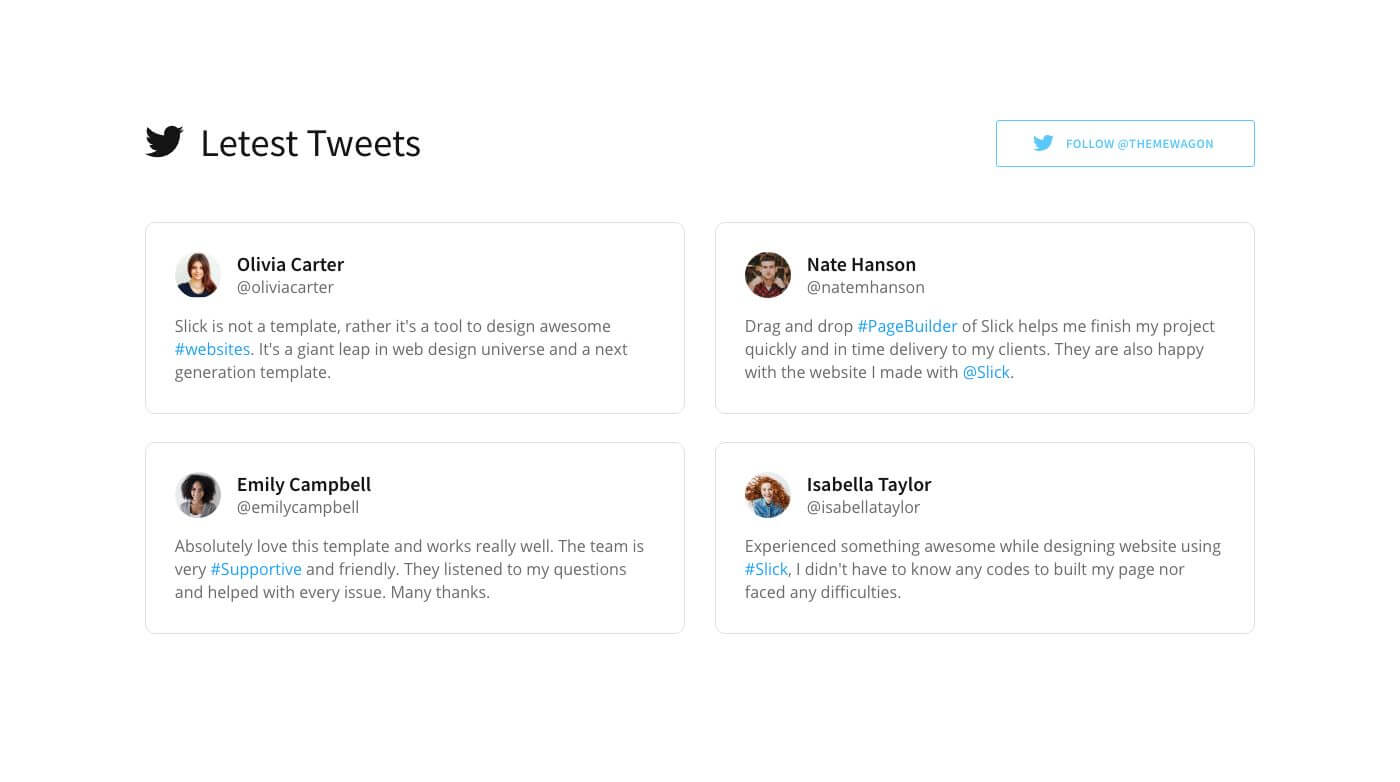 Letest Tweets
FOLLOW @THEMEWAGON
Olivia Carter
@oliviacarter
Slick is not a template, rather it's a tool to design awesome
#websites. It's a giant leap in web design universe and a next
generation template.
Nate Hanson
@natemhanson
Drag and drop #PageBuilder of Slick helps me finish my project
quickly and in time delivery to my clients. They are also happy
with the website I made with @Slick.
Emily Campbell
@emilycampbell
Absolutely love this template and works really well. The team is
very #Supportive and friendly. They listened to my questions
and helped with every issue. Many thanks.
Isabella Taylor
@isabellataylor
Experienced something awesome while designing website using
#Slick, I didn't have to know any codes to built my page nor
faced any difficulties.